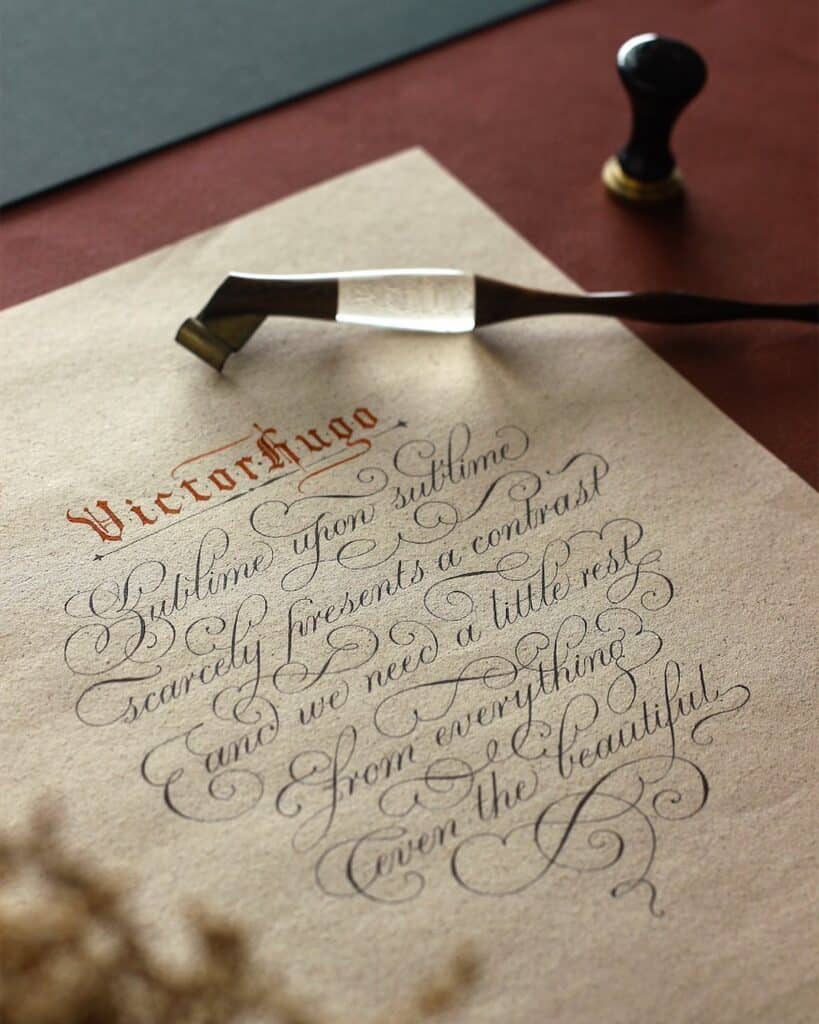 Victor Hugo
Sublime upon sublime
scarcely presents a contrast
and we need a little rest
From everything
even the beautiful.